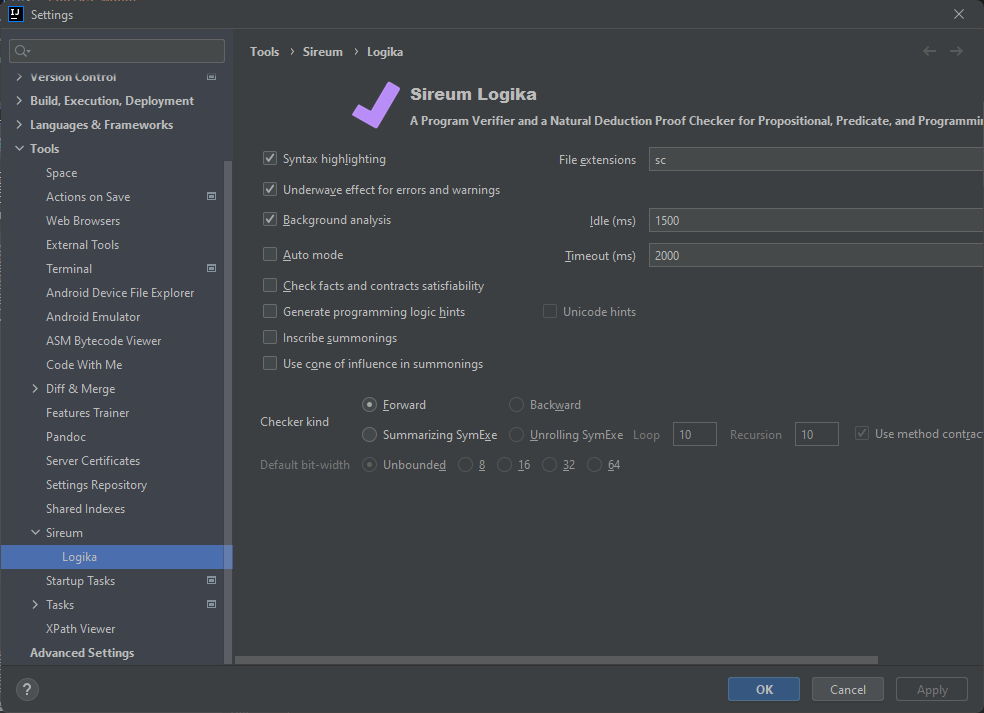 IJ Settings
Tools › Sireum › Logika
Version Control
Build, Execution, Deployment
Languages & Frameworks
Tools
Space
Actions on Save
Web Browsers
External Tools
Terminal
Android Device File Explorer
Android Emulator
ASM Bytecode Viewer
Code With Me
Diff & Merge
Features Trainer
Pandoc
Server Certificates
Settings Repository
Shared Indexes
Sireum
Logika
Startup Tasks
Tasks
XPath Viewer
Advanced Settings
Sireum Logika
A Program Verifier and a Natural Deduction Proof Checker for Propositional, Predicate, and Programmin
Syntax highlighting File extensions sc
Underwave effect for errors and warnings
Background analysis Idle (ms) 1500
Auto mode Timeout (ms) 2000
Check facts and contracts satisfiability
Generate programming logic hints Unicode hints
Inscribe summonings
Use cone of influence in summonings
Checker kind
Forward Backward
Summarizing SymExe Unrolling SymExe Loop 10 Recursion 10 Use method contrac
Default bit-width Unbounded 8 16 32 64
? OK Cancel Apply